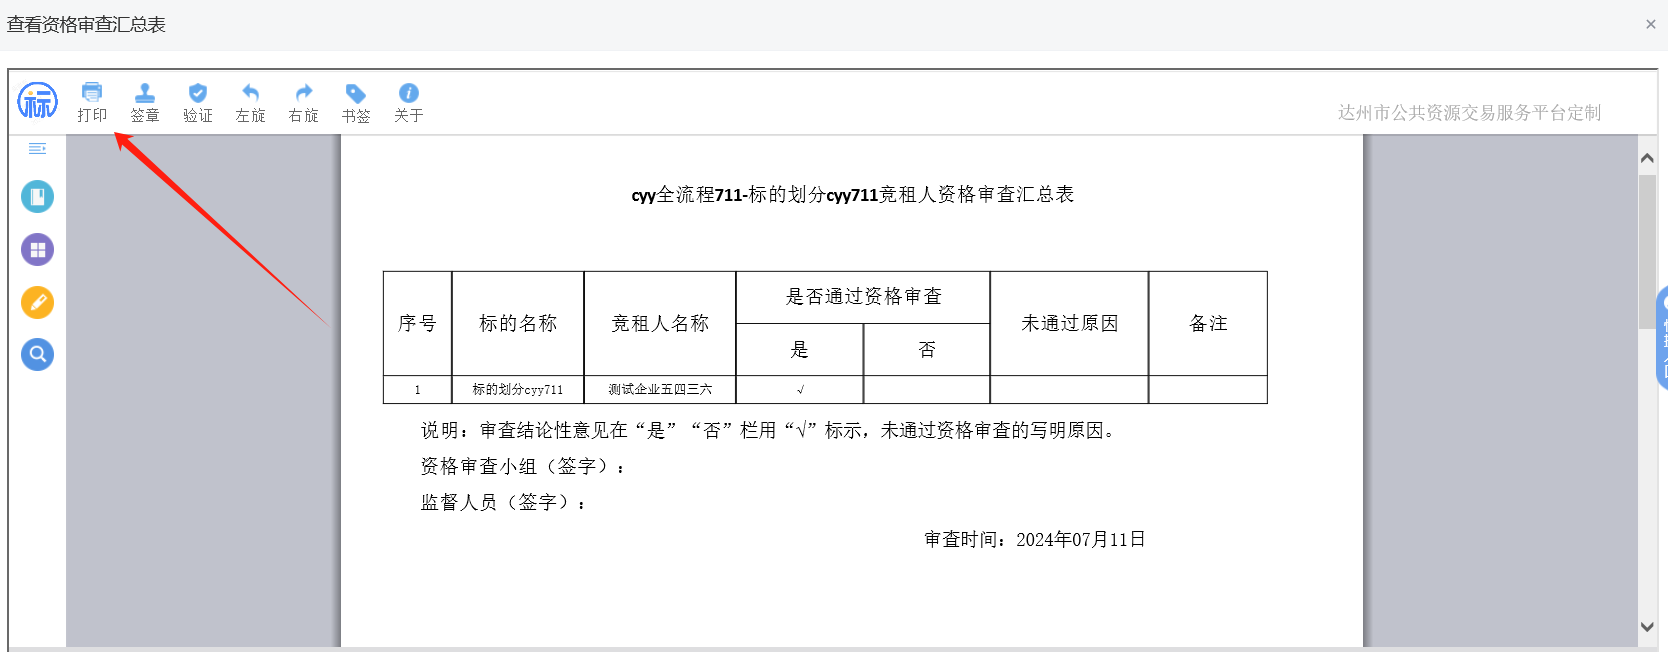 查看资格审查汇总表
×
标
打印 签章 验证 左旋 右旋 书签 关于
达州市公共资源交易服务平台定制
cyy全流程711-标的划分cyy711竞租人资格审查汇总表
序号 标的名称 竞租人名称 是否通过资格审查 未通过原因 备注
是 否
1 标的划分cyy711 测试企业五四三六 √
说明：审查结论性意见在“是”“否”栏用“√”标示，未通过资格审查的写明原因。
资格审查小组（签字）：
监督人员（签字）：
审查时间：2024年07月11日